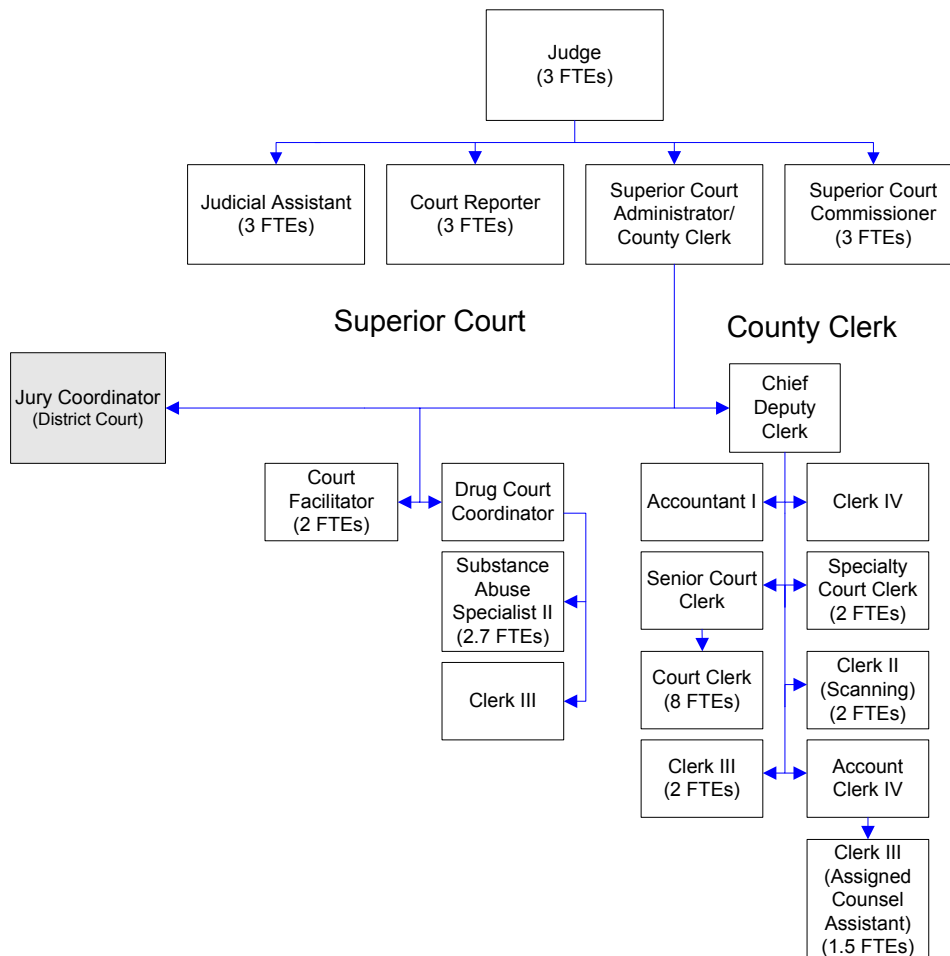 Judge
(3 FTEs)
Judicial Assistant
(3 FTEs)
Court Reporter
(3 FTEs)
Superior Court
Administrator/
County Clerk
Superior Court
Commissioner
(3 FTEs)
Superior Court
County Clerk
Jury Coordinator
(District Court)
Chief
Deputy
Clerk
Court
Facilitator
(2 FTEs)
Drug Court
Coordinator
Accountant I
Clerk IV
Substance
Abuse
Specialist II
(2.7 FTEs)
Senior Court
Clerk
Specialty
Court Clerk
(2 FTEs)
Clerk III
Court Clerk
(8 FTEs)
Clerk II
(Scanning)
(2 FTEs)
Clerk III
(2 FTEs)
Account
Clerk IV
Clerk III
(Assigned
Counsel
Assistant)
(1.5 FTEs)